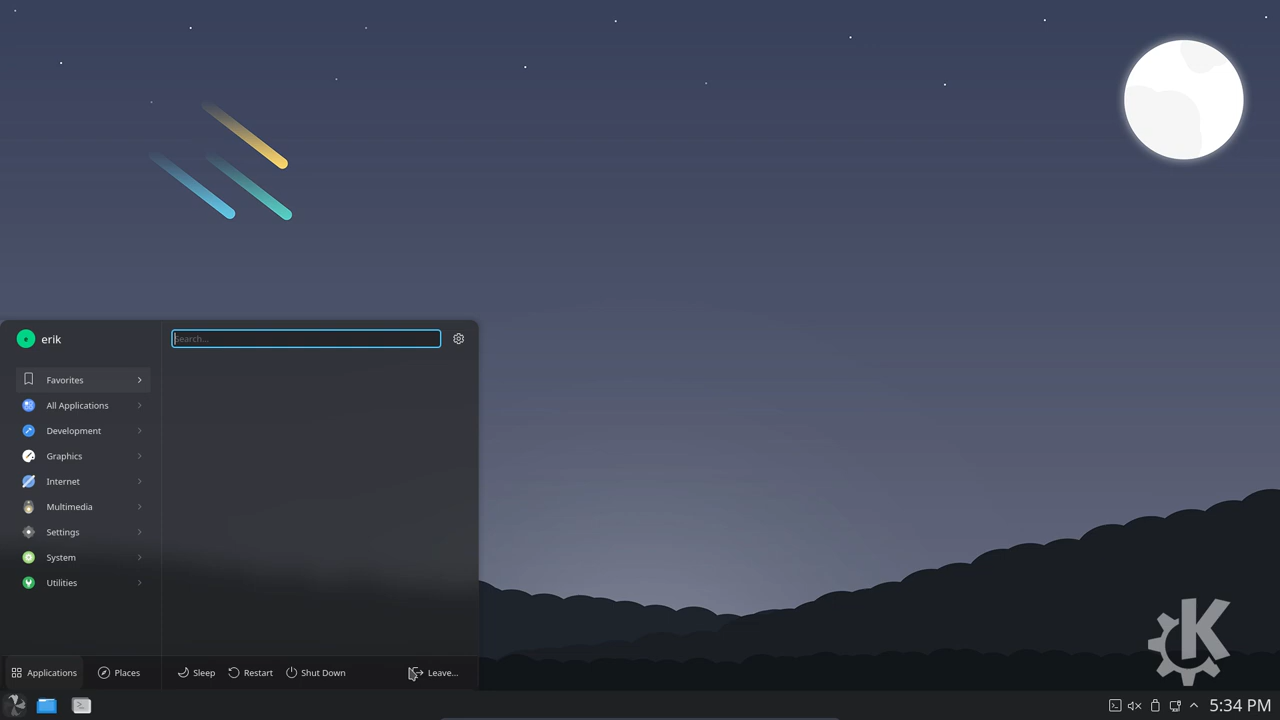 erik
Search...
Favorites
All Applications
Development
Graphics
Internet
Multimedia
Settings
System
Utilities
Applications
Places
Sleep
Restart
Shut Down
Leave...
5:34 PM